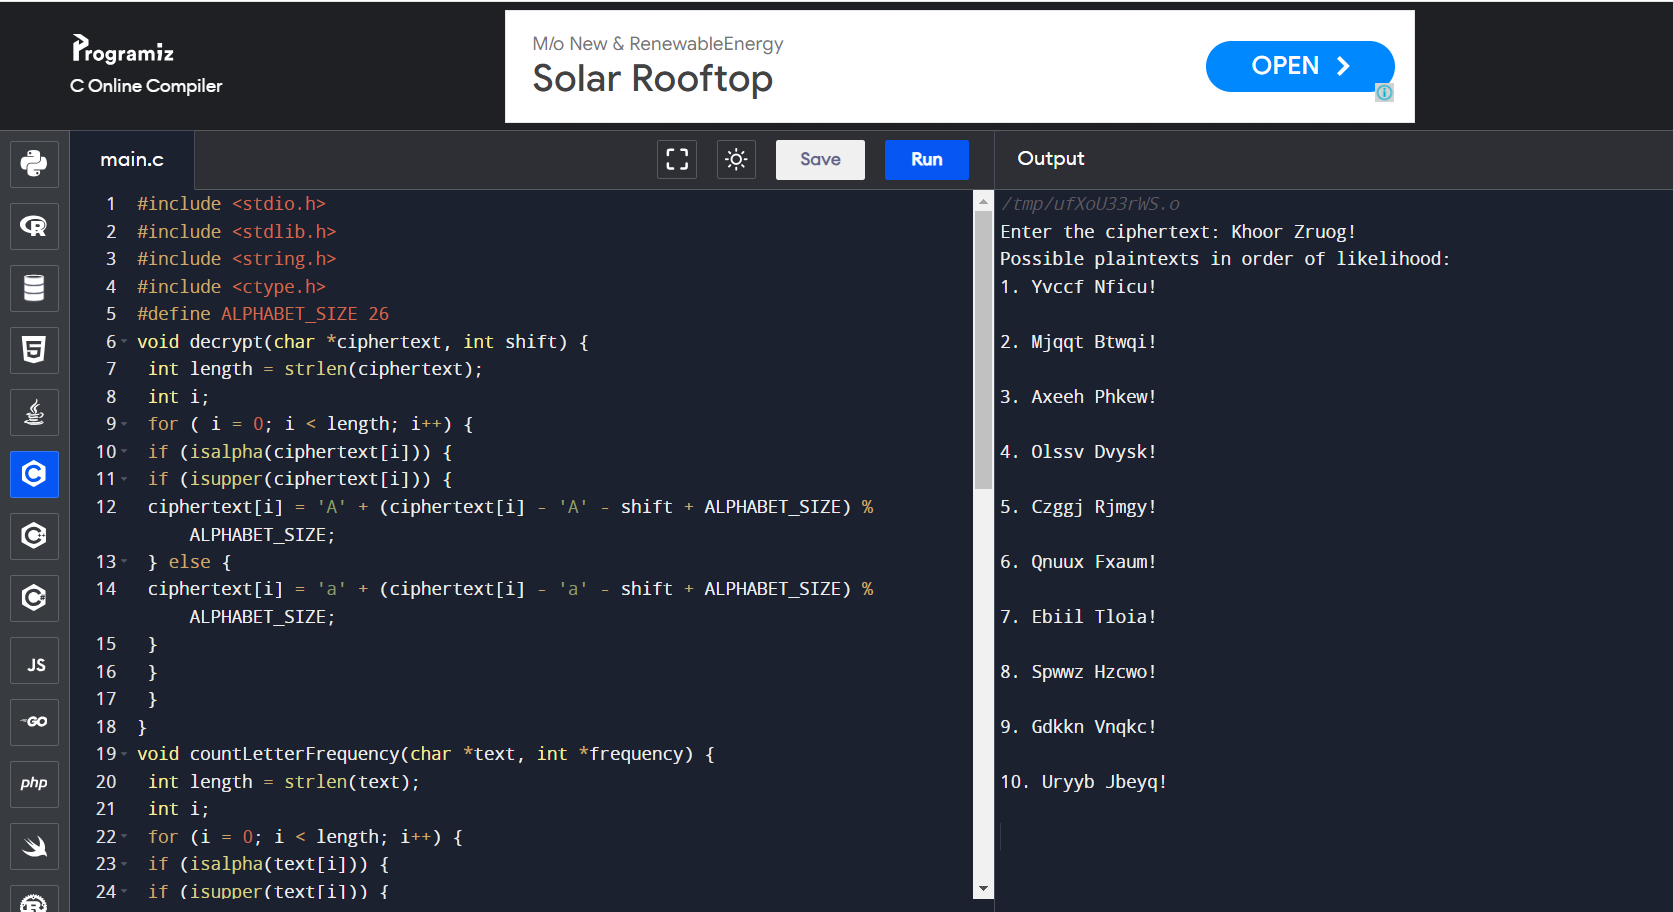 Programiz
C Online Compiler
M/o New & RenewableEnergy
Solar Rooftop
OPEN
main.c
Save
Run
Output
1 #include <stdio.h>
2 #include <stdlib.h>
3 #include <string.h>
4 #include <ctype.h>
5 #define ALPHABET_SIZE 26
6 void decrypt(char *ciphertext, int shift) {
7 int length = strlen(ciphertext);
8 int i;
9 for ( i = 0; i < length; i++) {
10 if (isalpha(ciphertext[i])) {
11 if (isupper(ciphertext[i])) {
12 ciphertext[i] = 'A' + (ciphertext[i] - 'A' - shift + ALPHABET_SIZE) %
ALPHABET_SIZE;
13 } else {
14 ciphertext[i] = 'a' + (ciphertext[i] - 'a' - shift + ALPHABET_SIZE) %
ALPHABET_SIZE;
15 }
16 }
17 }
18 }
19 void countLetterFrequency(char *text, int *frequency) {
20 int length = strlen(text);
21 int i;
22 for (i = 0; i < length; i++) {
23 if (isalpha(text[i])) {
24 if (isupper(text[i])) {
/tmp/ufXoU33rWS.o
Enter the ciphertext: Khoor Zruog!
Possible plaintexts in order of likelihood:
1. Yvccf Nficu!
2. Mjqqt Btwqi!
3. Axeeh Phkew!
4. Olssv Dvysk!
5. Czggj Rjmgy!
6. Qnuux Fxaum!
7. Ebiil Tloia!
8. Spwwz Hzcwo!
9. Gdkkn Vnqkc!
10. Uryyb Jbeyq!
R
5
C
C
C
JS
GO
php
R